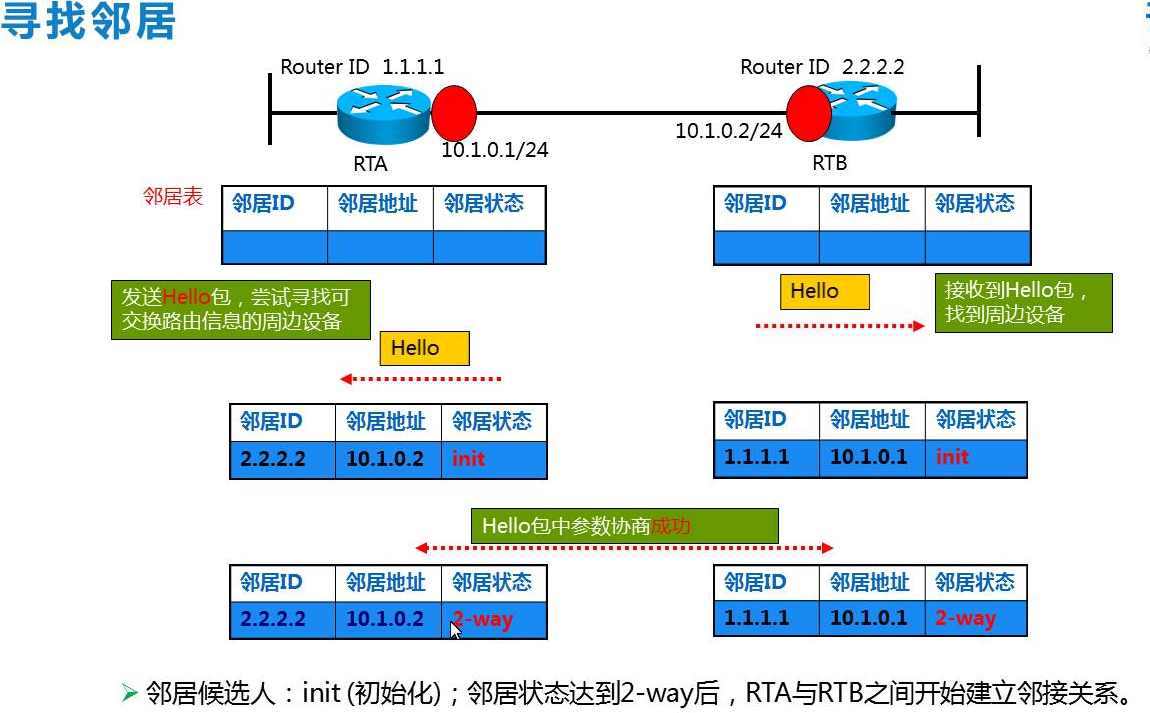 寻找邻居
Router ID 1.1.1.1
Router ID 2.2.2.2
10.1.0.2/24
10.1.0.1/24
RTA
RTB
邻居表
邻居ID 邻居地址 邻居状态
邻居ID 邻居地址 邻居状态
发送Hello包，尝试寻找可
交换路由信息的周边设备
Hello
接收到Hello包，
找到周边设备
Hello
邻居ID 邻居地址 邻居状态
2.2.2.2 10.1.0.2 init
邻居ID 邻居地址 邻居状态
1.1.1.1 10.1.0.1 init
Hello包中参数协商成功
邻居ID 邻居地址 邻居状态
2.2.2.2 10.1.0.2 2-way
邻居ID 邻居地址 邻居状态
1.1.1.1 10.1.0.1 2-way
邻居候选人：init (初始化)；邻居状态达到2-way后，RTA与RTB之间开始建立邻接关系。